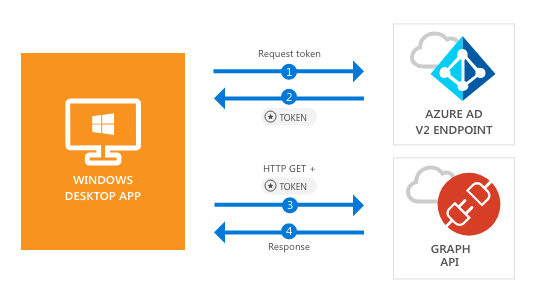 WINDOWS
DESKTOP APP
Request token
1
2
TOKEN
AZURE AD
V2 ENDPOINT
HTTP GET +
TOKEN
3
4
Response
GRAPH
API